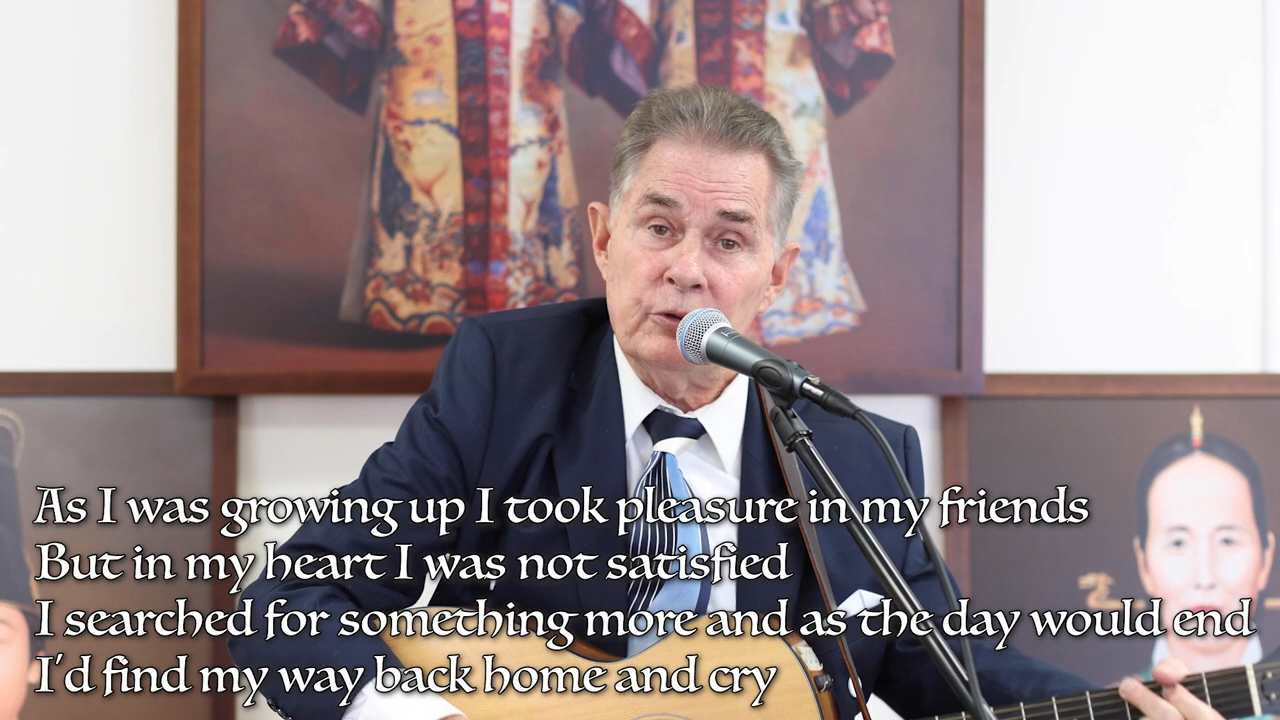 As I was growing up I took pleasure in my friends
But in my heart I was not satisfied
I searched for something more and as the day would end
I'd find my way back home and cry